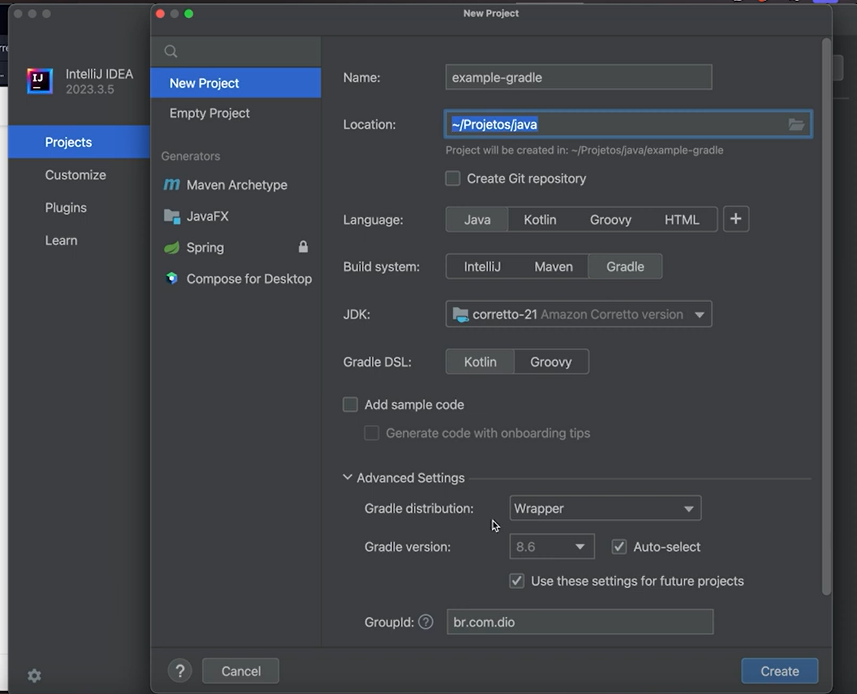 New Project
IntelliJ IDEA
2023.3.5
Projects
Customize
Plugins
Learn
New Project
Empty Project
Generators
Maven Archetype
JavaFX
Spring
Compose for Desktop
Name: example-gradle
Location: ~/Projetos/java
Project will be created in: ~/Projetos/java/example-gradle
Create Git repository
Language: Java Kotlin Groovy HTML +
Build system: IntelliJ Maven Gradle
JDK: corretto-21 Amazon Corretto version
Gradle DSL: Kotlin Groovy
Add sample code
Generate code with onboarding tips
Advanced Settings
Gradle distribution: Wrapper
Gradle version: 8.6 Auto-select
Use these settings for future projects
GroupId: ? br.com.dio
? Cancel Create